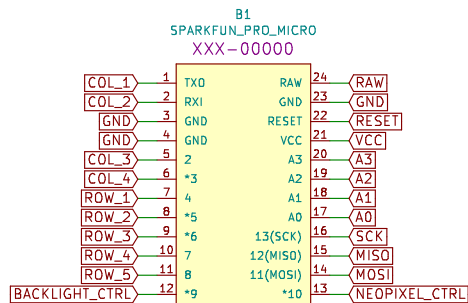 B1
SPARKFUN_PRO_MICRO
XXX-00000
COL_1 1 TXO RAW 24 RAW
COL_2 2 RXI GND 23 GND
GND 3 GND RESET 22 RESET
GND 4 GND VCC 21 VCC
COL_3 5 2 A3 20 A3
COL_4 6 *3 A2 19 A2
ROW_1 7 4 A1 18 A1
ROW_2 8 *5 A0 17 A0
ROW_3 9 *6 13(SCK) 16 SCK
ROW_4 10 7 12(MISO) 15 MISO
ROW_5 11 8 11(MOSI) 14 MOSI
BACKLIGHT_CTRL 12 *9 *10 13 NEOPIXEL_CTRL